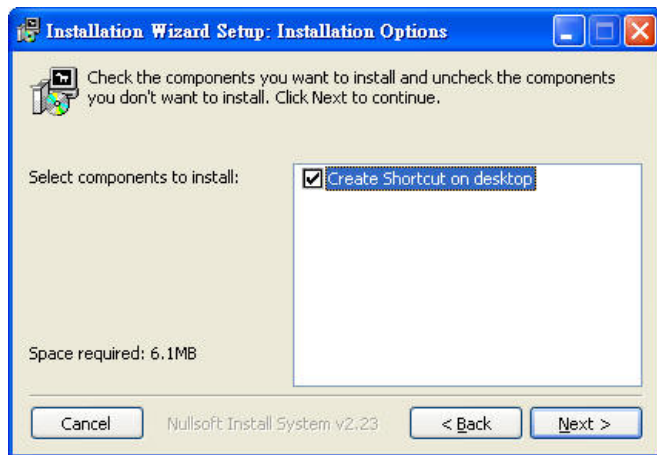 Installation Wizard Setup: Installation Options
Check the components you want to install and uncheck the components
you don't want to install. Click Next to continue.
Select components to install:
Create Shortcut on desktop
Space required: 6.1MB
Cancel
Nullsoft Install System v2.23
< Back
Next >